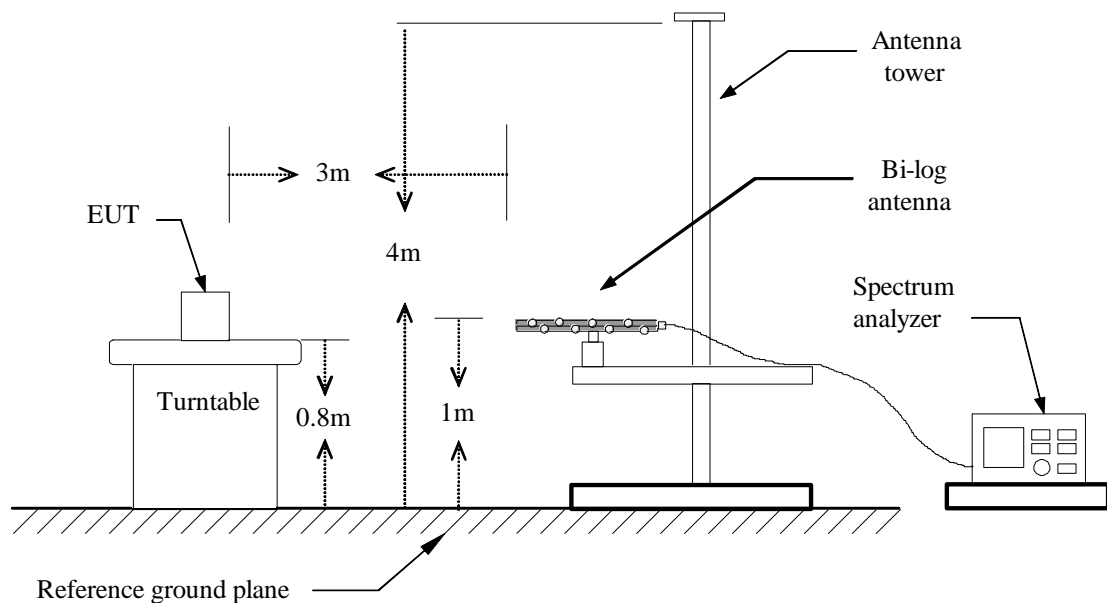 Antenna
tower
3m
Bi-log
antenna
EUT
4m
Spectrum
analyzer
Turntable
0.8m
1m
Reference ground plane